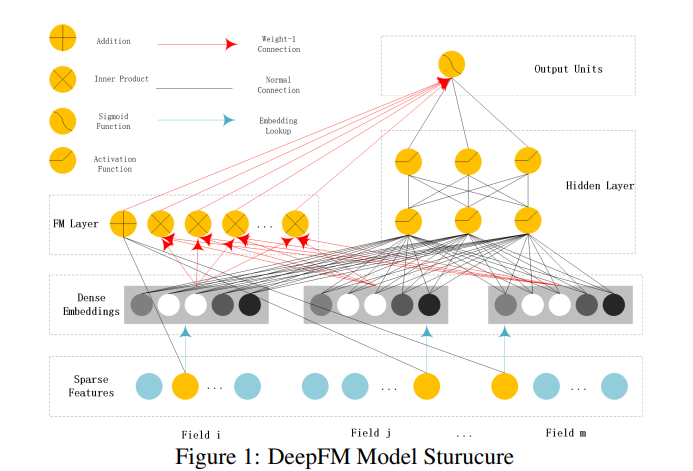 Addition
Weight-1
Connection
Inner Product
Normal
Connection
Sigmoid
Function
Embedding
Lookup
Activation
Function
Output Units
Hidden Layer
FM Layer
...
Dense
Embeddings
Sparse
Features
...
...
...
Field i
Field j
...
Field m
Figure 1: DeepFM Model Sturucure